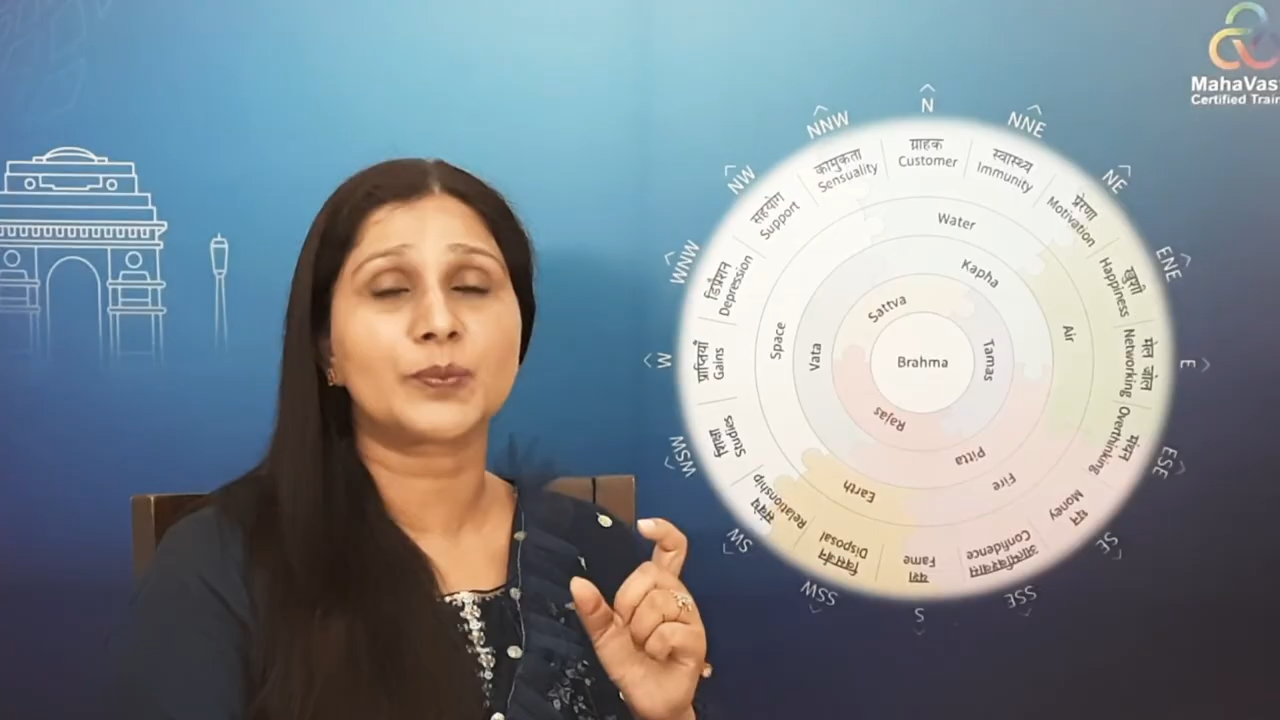 MahaVas
Certified Train
N
ग्राहक
Customer
NNE
स्वास्थ्य
Immunity
NE
प्रेरणा
Motivation
ENE
खुशी
Happiness
E
मेल जोल
Networking
ESE
मंथन
Overthinking
SE
धन
Money
SSE
आत्मविश्वास
Confidence
S
यश
Fame
SSW
विसर्जन
Disposal
SW
संबंध
Relationship
WSW
शिक्षा
Studies
W
प्राप्तियाँ
Gains
WNW
डिप्रैशन
Depression
NW
सहयोग
Support
NNW
कामुकता
Sensuality
Water
Air
Fire
Earth
Space
Kapha
Pitta
Vata
Sattva
Tamas
Rajas
Brahma